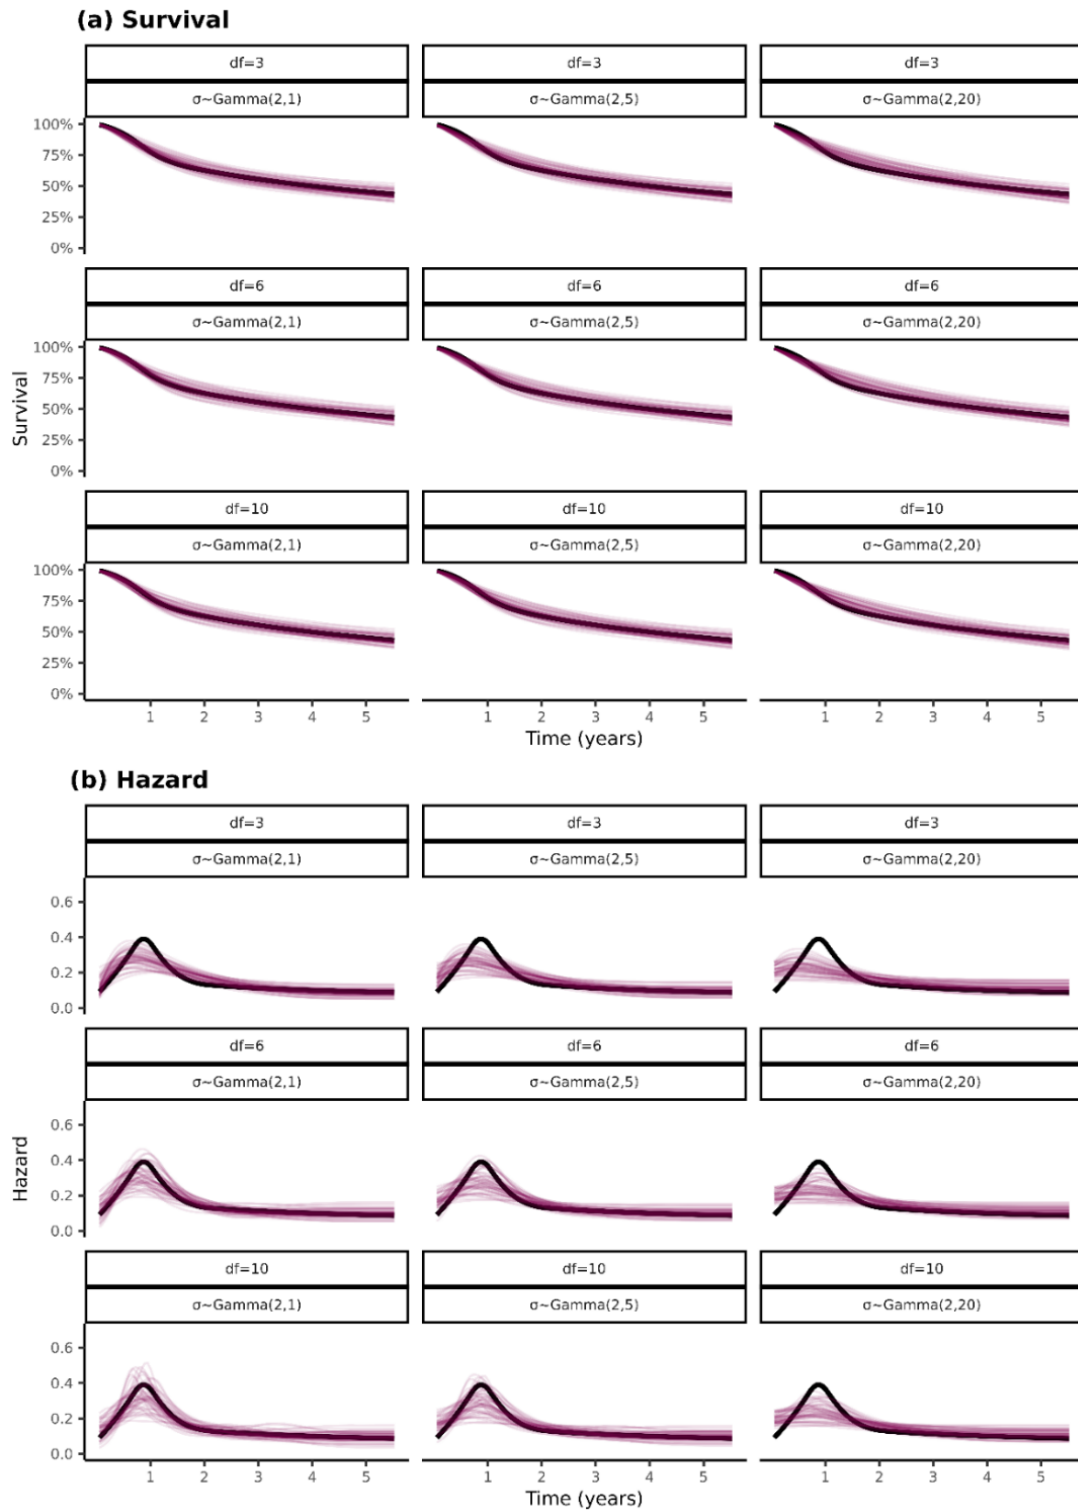 (a) Survival
df=3 df=3 df=3
σ~Gamma(2,1) σ~Gamma(2,5) σ~Gamma(2,20)
100%
75%
50%
25%
0%
df=6 df=6 df=6
σ~Gamma(2,1) σ~Gamma(2,5) σ~Gamma(2,20)
100%
75%
50%
25%
0%
Survival
df=10 df=10 df=10
σ~Gamma(2,1) σ~Gamma(2,5) σ~Gamma(2,20)
100%
75%
50%
25%
0%
1 2 3 4 5 1 2 3 4 5 1 2 3 4 5
Time (years)
(b) Hazard
df=3 df=3 df=3
σ~Gamma(2,1) σ~Gamma(2,5) σ~Gamma(2,20)
0.6
0.4
0.2
0.0
df=6 df=6 df=6
σ~Gamma(2,1) σ~Gamma(2,5) σ~Gamma(2,20)
0.6
0.4
0.2
0.0
Hazard
df=10 df=10 df=10
σ~Gamma(2,1) σ~Gamma(2,5) σ~Gamma(2,20)
0.6
0.4
0.2
0.0
1 2 3 4 5 1 2 3 4 5 1 2 3 4 5
Time (years)